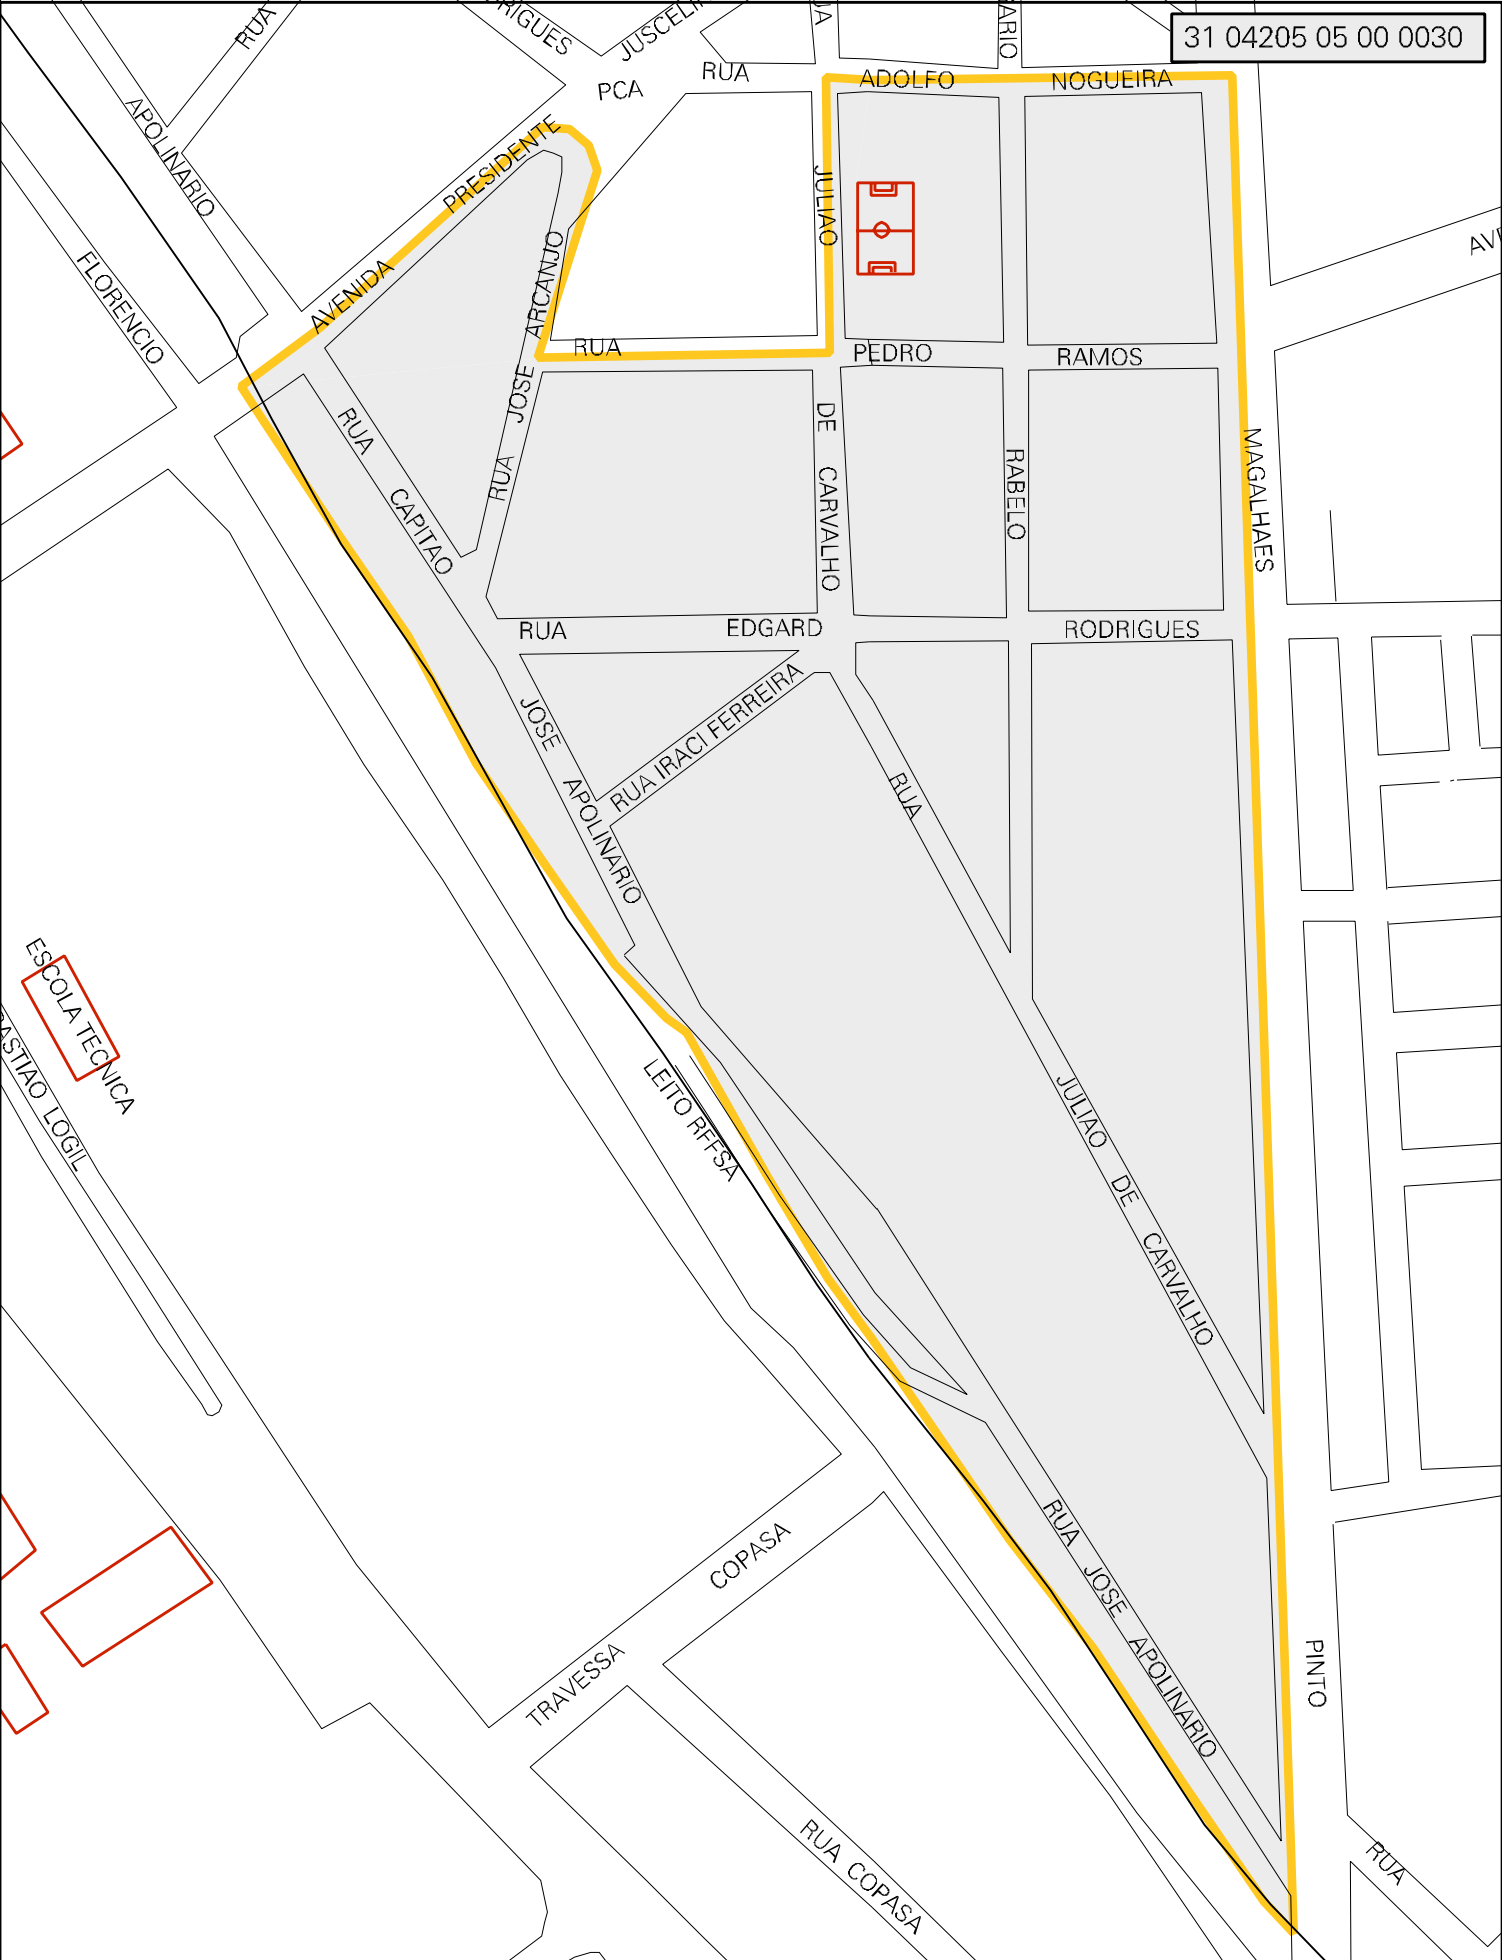 31 04205 05 00 0030
RUA
JUSCELI
RUA
ADOLFO
NOGUEIRA
PCA
APOLINARIO
PRESIDENTE
AVENIDA
FLORENCIO
JULIAO
RUA JOSE ARCANJO
RUA
PEDRO
RAMOS
RUA CAPITAO
DE CARVALHO
RABELO
MAGALHAES
RUA
EDGARD
RODRIGUES
JOSE APOLINARIO
RUA IRACI FERREIRA
RUA
ESCOLA TECNICA
ASTIAO LOGIL
LEITO RFFSA
JULIAO DE CARVALHO
RUA JOSE APOLINARIO
TRAVESSA
COPASA
PINTO
RUA COPASA
RUA